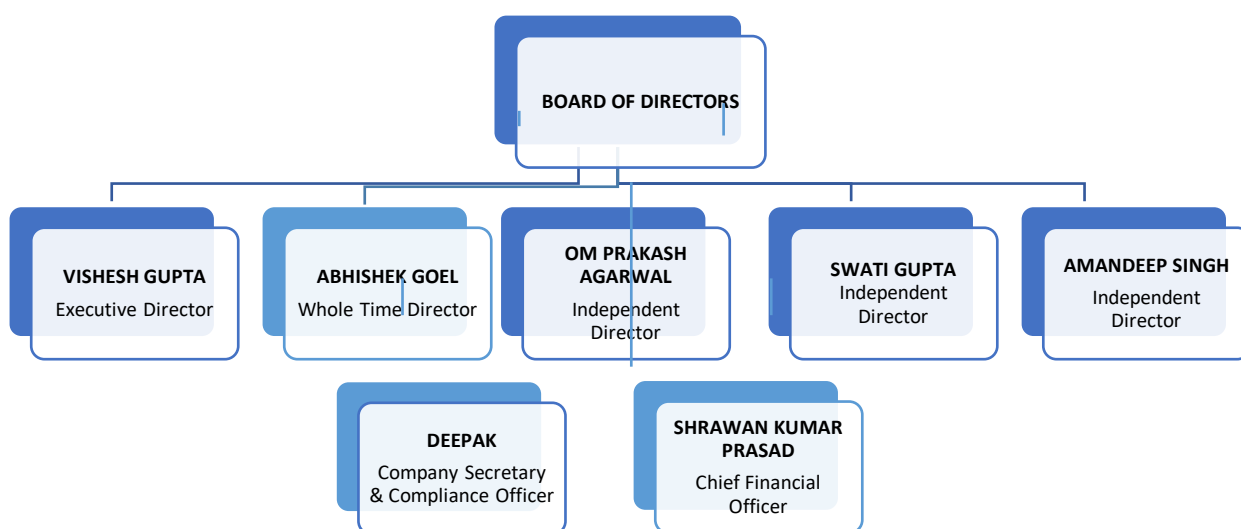 BOARD OF DIRECTORS
VISHESH GUPTA
Executive Director
ABHISHEK GOEL
Whole Time Director
OM PRAKASH
AGARWAL
Independent
Director
SWATI GUPTA
Independent
Director
AMANDEEP SINGH
Independent
Director
DEEPAK
Company Secretary
& Compliance Officer
SHRAWAN KUMAR
PRASAD
Chief Financial
Officer